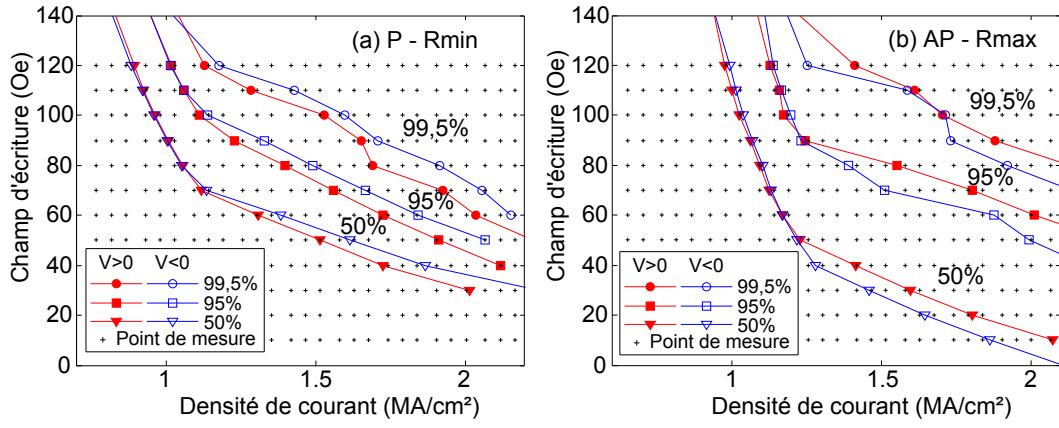 (a) P - Rmin
99,5%
95%
50%
V>0 V<0
99,5%
95%
50%
Point de mesure
Champ d'écriture (Oe)
0
20
40
60
80
100
120
140
1 1.5 2
Densité de courant (MA/cm²)
(b) AP - Rmax
99,5%
95%
50%
V>0 V<0
99,5%
95%
50%
Point de mesure
Champ d'écriture (Oe)
0
20
40
60
80
100
120
140
1 1.5 2
Densité de courant (MA/cm²)